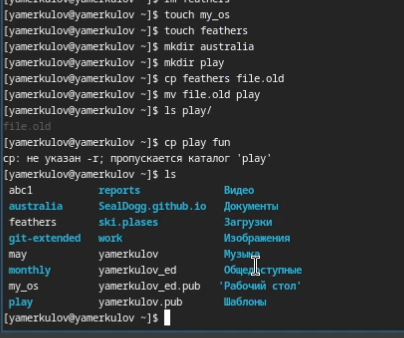 [yamerkulov@yamerkulov ~]$ rm feathers
[yamerkulov@yamerkulov ~]$ touch my_os
[yamerkulov@yamerkulov ~]$ touch feathers
[yamerkulov@yamerkulov ~]$ mkdir australia
[yamerkulov@yamerkulov ~]$ mkdir play
[yamerkulov@yamerkulov ~]$ cp feathers file.old
[yamerkulov@yamerkulov ~]$ mv file.old play
[yamerkulov@yamerkulov ~]$ ls play/
file.old
[yamerkulov@yamerkulov ~]$ cp play fun
cp: не указан -r; пропускается каталог 'play'
[yamerkulov@yamerkulov ~]$ ls
abc1 reports Видео
australia SealDogg.github.io Документы
feathers ski.plases Загрузки
git-extended work Изображения
may yamerkulov Музыка
monthly yamerkulov_ed Общедоступные
my_os yamerkulov_ed.pub 'Рабочий стол'
play yamerkulov.pub Шаблоны
[yamerkulov@yamerkulov ~]$